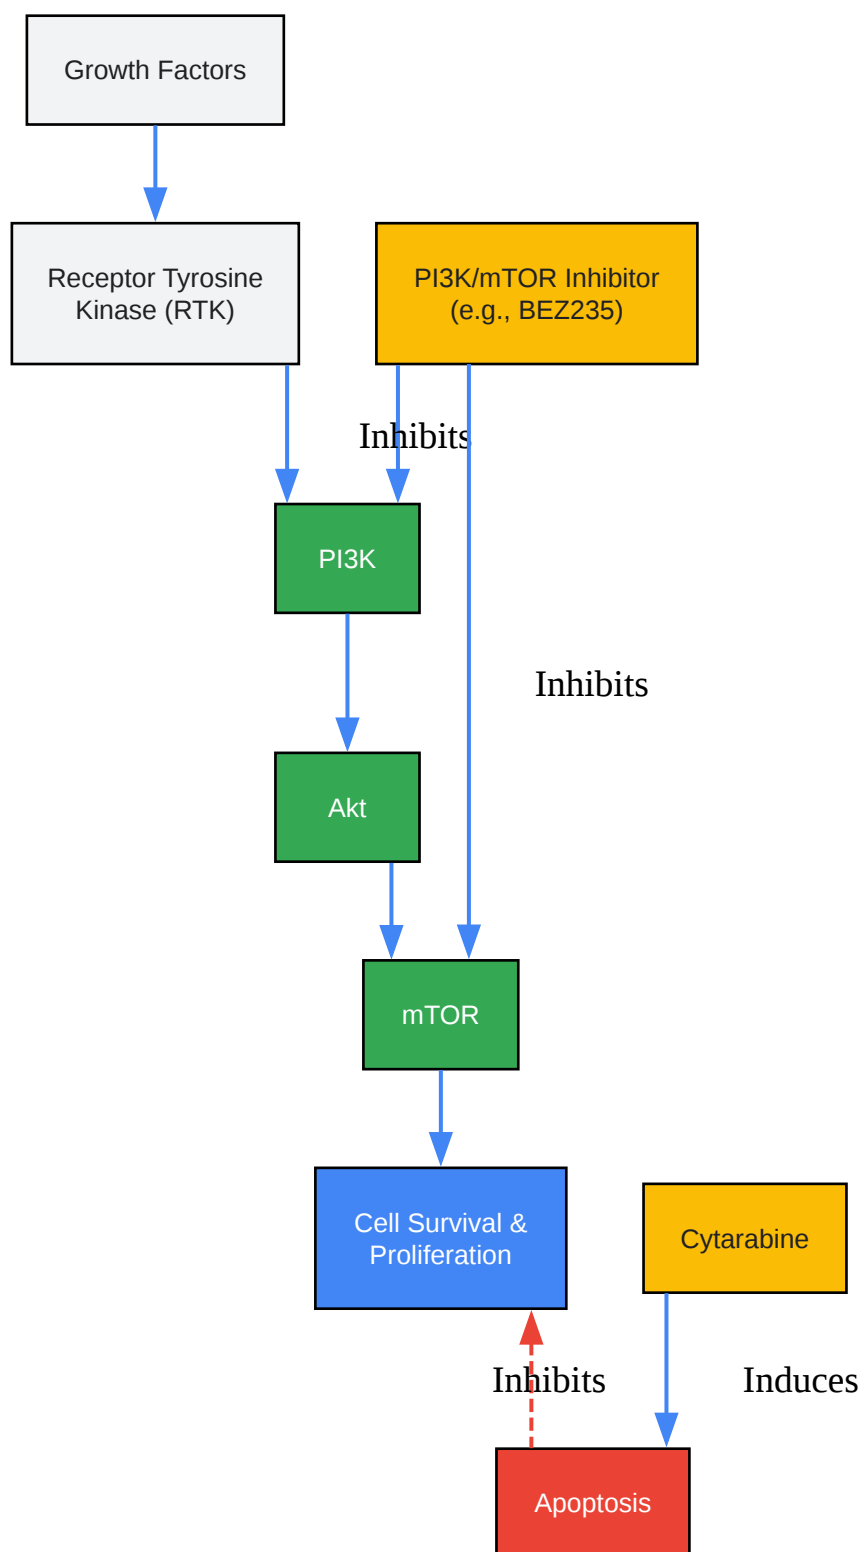 Growth Factors
Receptor Tyrosine
Kinase (RTK)
PI3K/mTOR Inhibitor
(e.g., BEZ235)
Inhibits
PI3K
Inhibits
Akt
mTOR
Cell Survival &
Proliferation
Cytarabine
Inhibits
Induces
Apoptosis